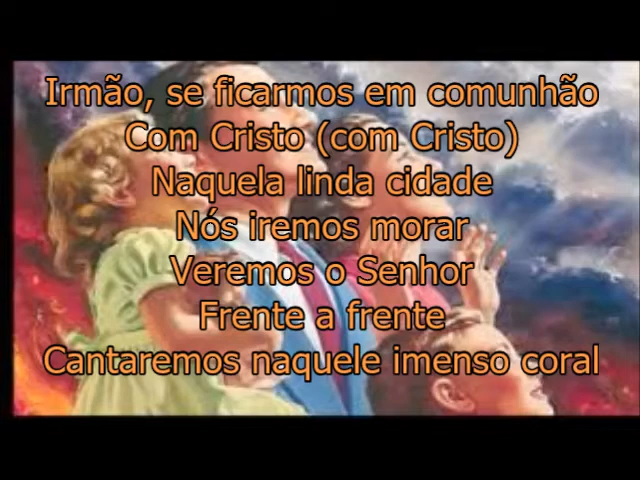 Irmão, se ficarmos em comunhão
Com Cristo (com Cristo)
Naquela linda cidade
Nós iremos morar
Veremos o Senhor
Frente a frente
Cantaremos naquele imenso coral